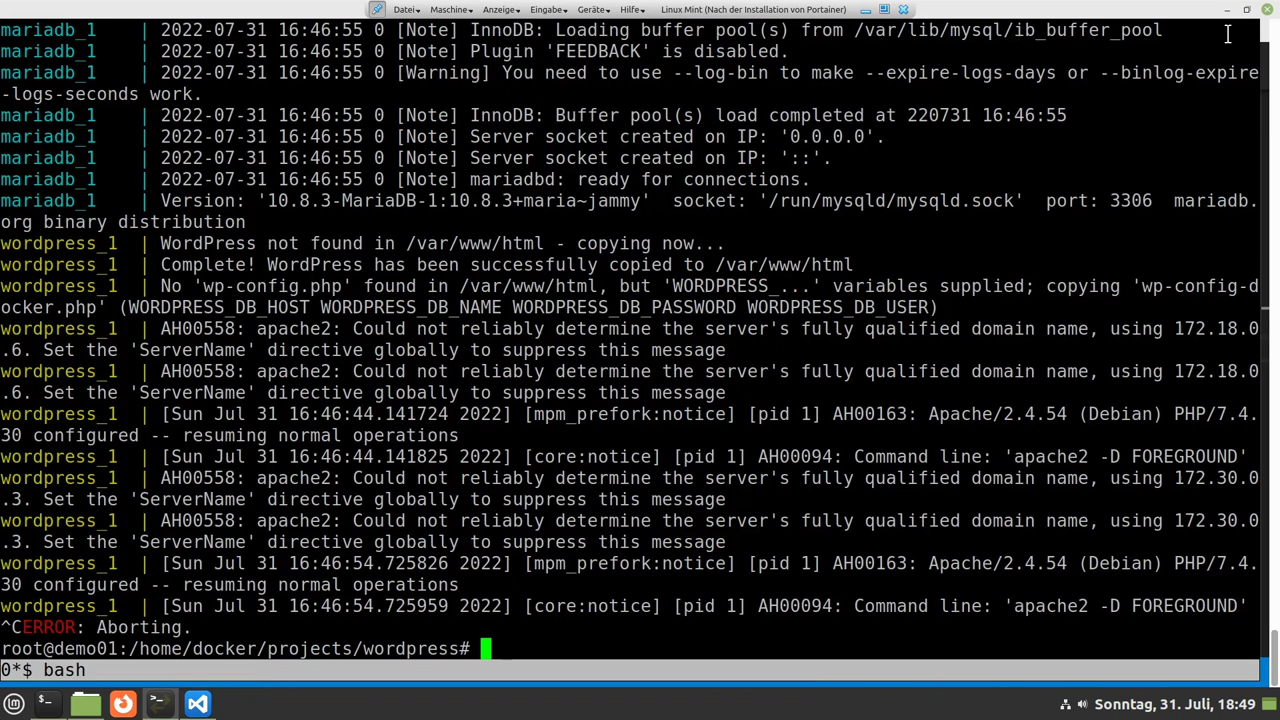 Datei Maschine Anzeige Eingabe Geräte Hilfe Linux Mint (Nach der Installation von Portainer)
mariadb_1 | 2022-07-31 16:46:55 0 [Note] InnoDB: Loading buffer pool(s) from /var/lib/mysql/ib_buffer_pool
mariadb_1 | 2022-07-31 16:46:55 0 [Note] Plugin 'FEEDBACK' is disabled.
mariadb_1 | 2022-07-31 16:46:55 0 [Warning] You need to use --log-bin to make --expire-logs-days or --binlog-expire
-logs-seconds work.
mariadb_1 | 2022-07-31 16:46:55 0 [Note] InnoDB: Buffer pool(s) load completed at 220731 16:46:55
mariadb_1 | 2022-07-31 16:46:55 0 [Note] Server socket created on IP: '0.0.0.0'.
mariadb_1 | 2022-07-31 16:46:55 0 [Note] Server socket created on IP: '::'.
mariadb_1 | 2022-07-31 16:46:55 0 [Note] mariadbd: ready for connections.
mariadb_1 | Version: '10.8.3-MariaDB-1:10.8.3+maria~jammy' socket: '/run/mysqld/mysqld.sock' port: 3306 mariadb.
org binary distribution
wordpress_1 | WordPress not found in /var/www/html - copying now...
wordpress_1 | Complete! WordPress has been successfully copied to /var/www/html
wordpress_1 | No 'wp-config.php' found in /var/www/html, but 'WORDPRESS_...' variables supplied; copying 'wp-config-d
ocker.php' (WORDPRESS_DB_HOST WORDPRESS_DB_NAME WORDPRESS_DB_PASSWORD WORDPRESS_DB_USER)
wordpress_1 | AH00558: apache2: Could not reliably determine the server's fully qualified domain name, using 172.18.0
.6. Set the 'ServerName' directive globally to suppress this message
wordpress_1 | AH00558: apache2: Could not reliably determine the server's fully qualified domain name, using 172.18.0
.6. Set the 'ServerName' directive globally to suppress this message
wordpress_1 | [Sun Jul 31 16:46:44.141724 2022] [mpm_prefork:notice] [pid 1] AH00163: Apache/2.4.54 (Debian) PHP/7.4.
30 configured -- resuming normal operations
wordpress_1 | [Sun Jul 31 16:46:44.141825 2022] [core:notice] [pid 1] AH00094: Command line: 'apache2 -D FOREGROUND'
wordpress_1 | AH00558: apache2: Could not reliably determine the server's fully qualified domain name, using 172.30.0
.3. Set the 'ServerName' directive globally to suppress this message
wordpress_1 | AH00558: apache2: Could not reliably determine the server's fully qualified domain name, using 172.30.0
.3. Set the 'ServerName' directive globally to suppress this message
wordpress_1 | [Sun Jul 31 16:46:54.725826 2022] [mpm_prefork:notice] [pid 1] AH00163: Apache/2.4.54 (Debian) PHP/7.4.
30 configured -- resuming normal operations
wordpress_1 | [Sun Jul 31 16:46:54.725959 2022] [core:notice] [pid 1] AH00094: Command line: 'apache2 -D FOREGROUND'
^CERROR: Aborting.
root@demo01:/home/docker/projects/wordpress#
0*$ bash
Sonntag, 31. Juli, 18:49